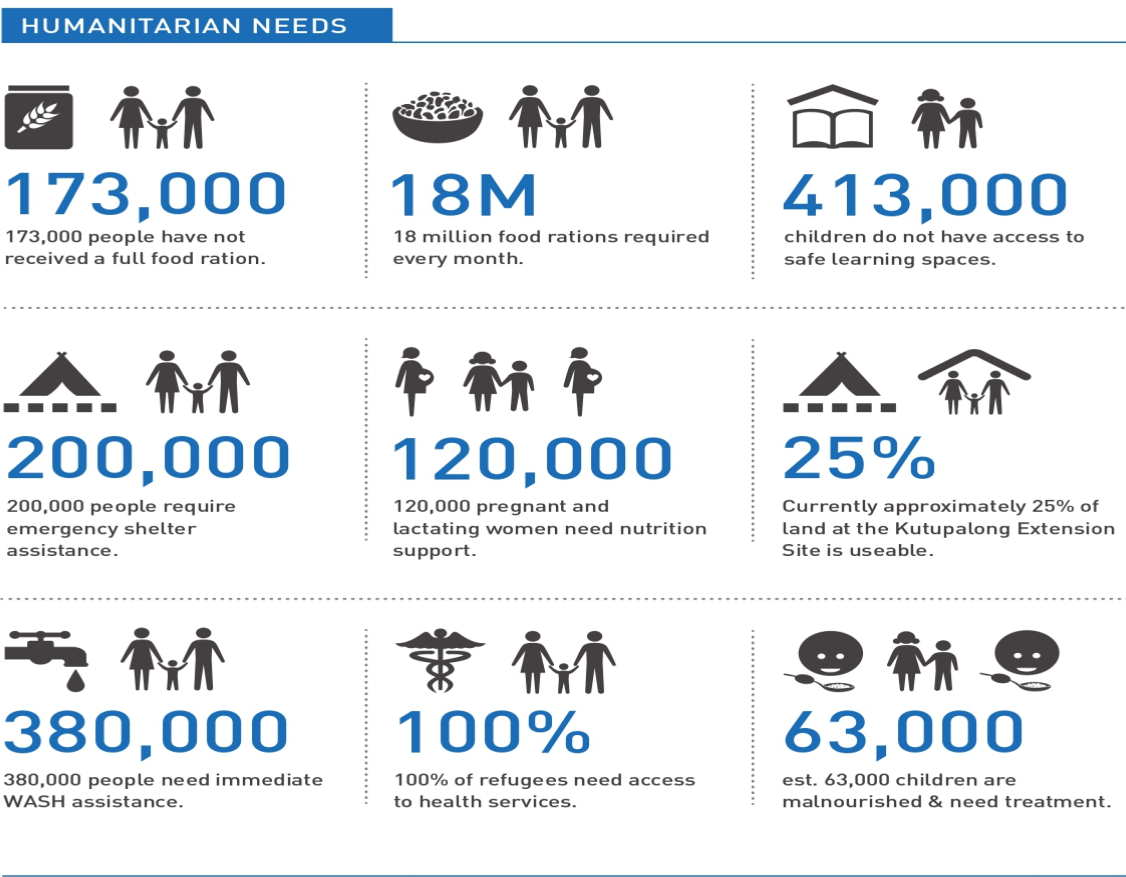 HUMANITARIAN NEEDS
173,000
173,000 people have not
received a full food ration.
18M
18 million food rations required
every month.
413,000
children do not have access to
safe learning spaces.
200,000
200,000 people require
emergency shelter
assistance.
120,000
120,000 pregnant and
lactating women need nutrition
support.
25%
Currently approximately 25% of
land at the Kutupalong Extension
Site is useable.
380,000
380,000 people need immediate
WASH assistance.
100%
100% of refugees need access
to health services.
63,000
est. 63,000 children are
malnourished & need treatment.